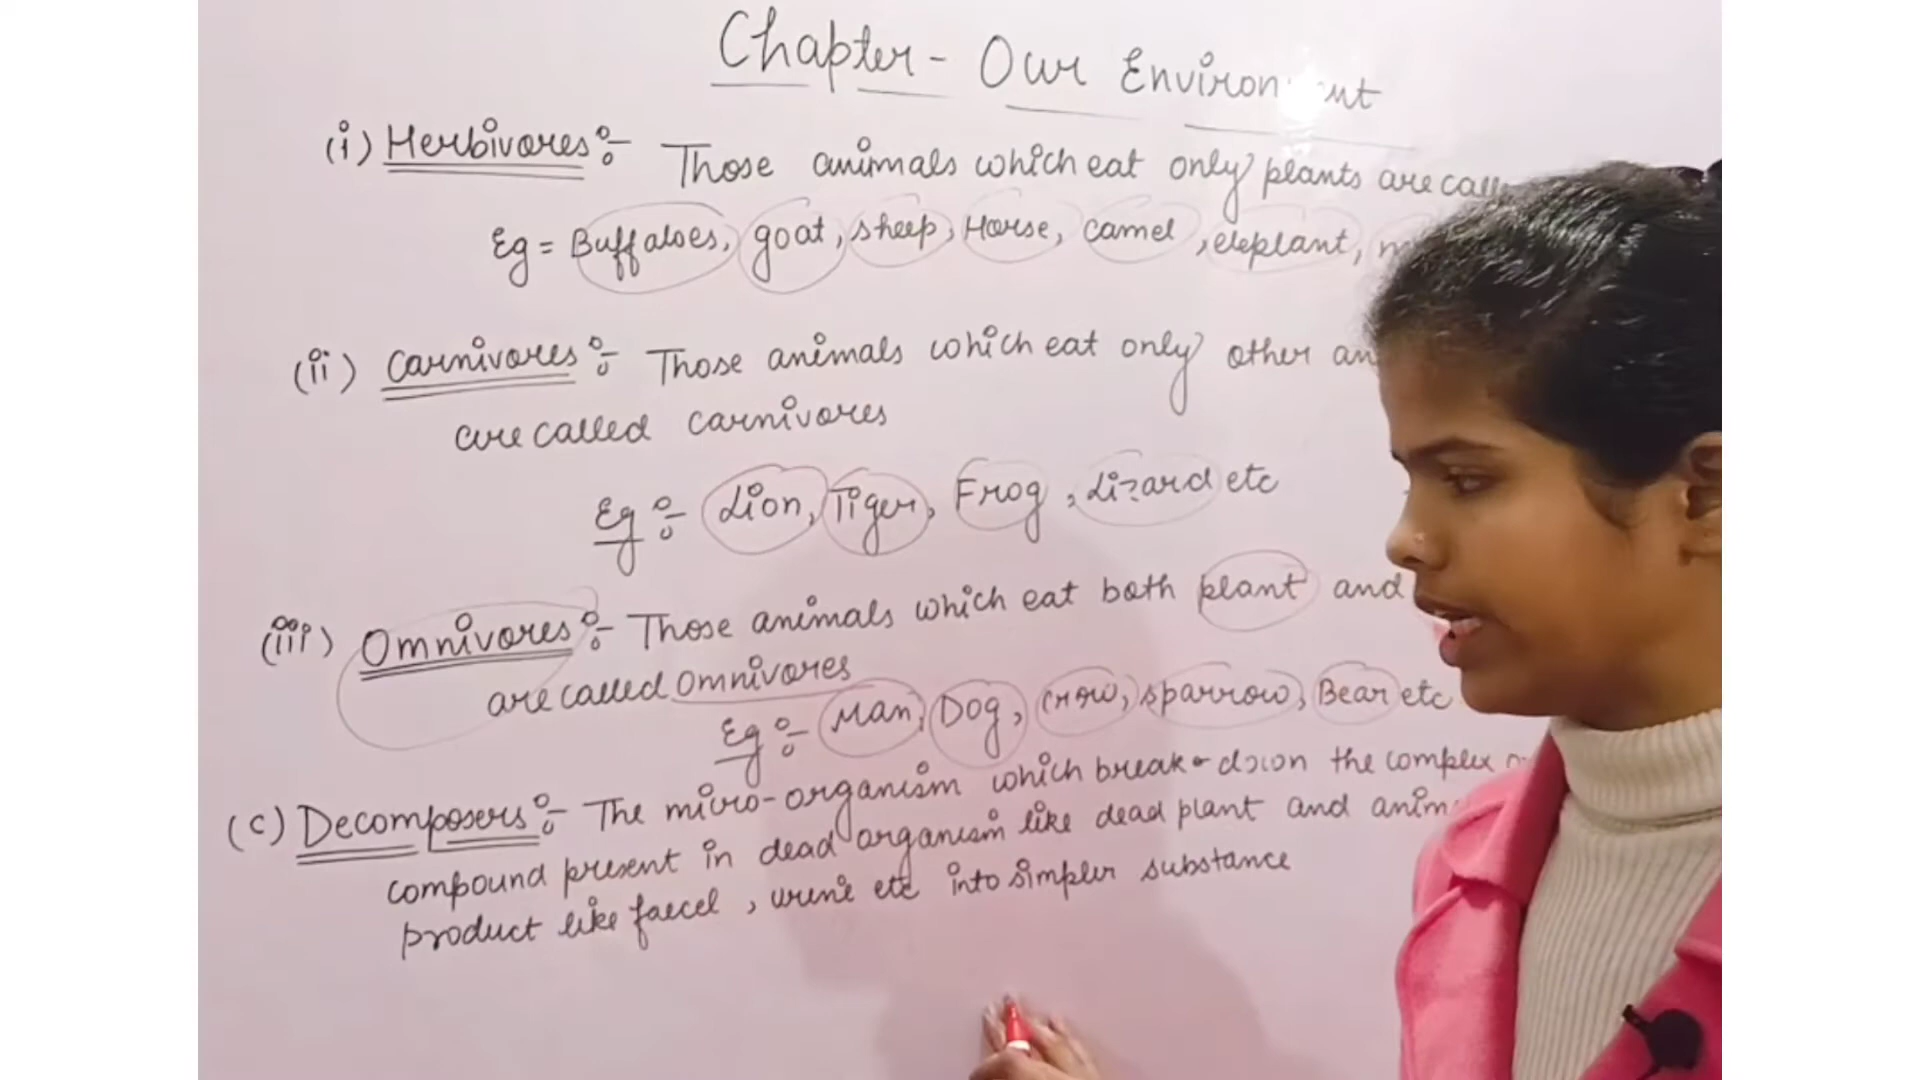 Chapter - Our Environ ent
(i) Herbivores :- Those animals which eat only plants are call
Eg = Buffaloes, goat, sheep, Horse, camel, eleplant,
(ii) Carnivores :- Those animals which eat only other an
are called carnivores
Eg :- Lion, Tiger, Frog, Lizard etc
(iii) Omnivores :- Those animals which eat both plant and
are called omnivores
Eg :- Man, Dog, crow, sparrow, Bear etc
(c) Decomposers :- The micro-organism which break-down the complex
compound present in dead organism like dead plant and anim
product like faecel, urine etc into simpler substance